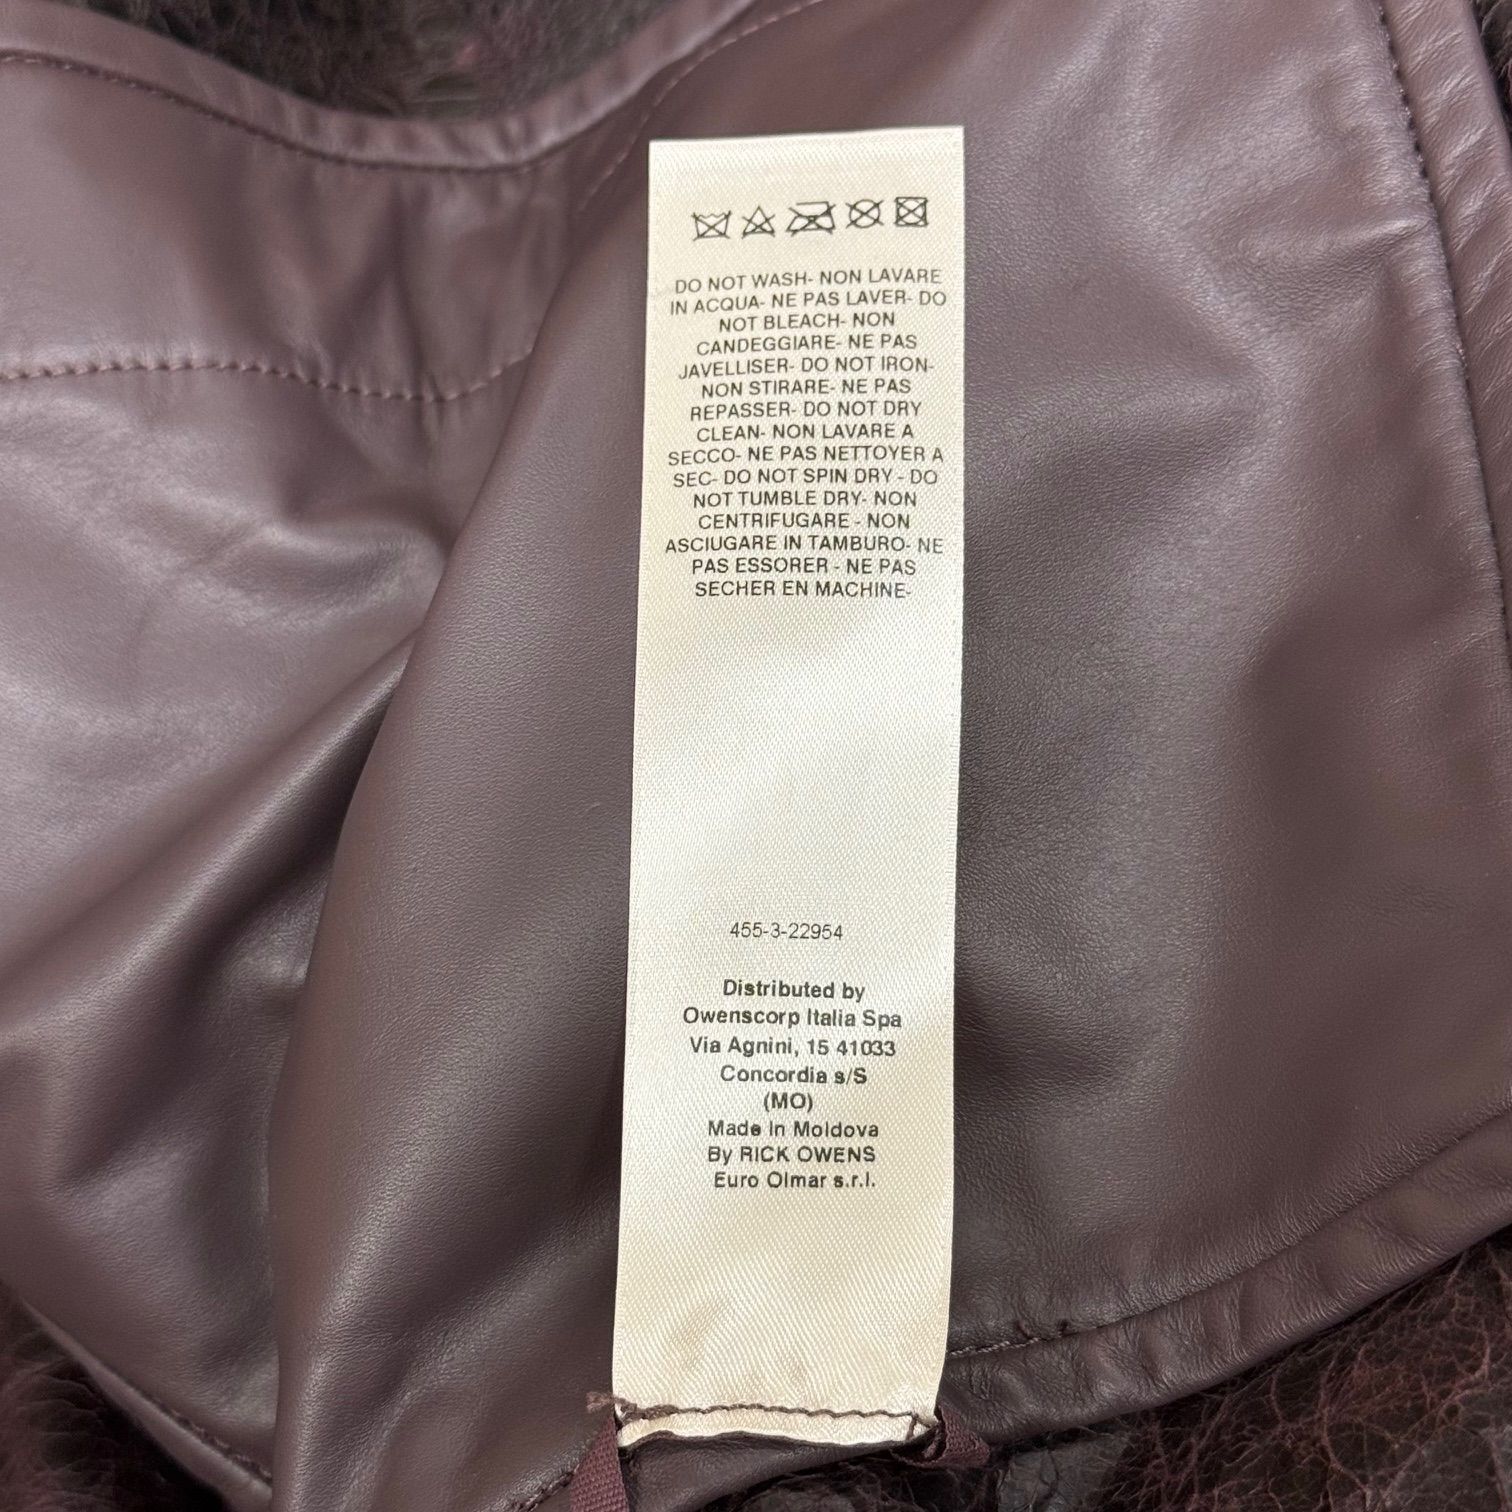 DO NOT WASH- NON LAVARE
IN ACQUA- NE PAS LAVER- DO
NOT BLEACH- NON
CANDEGGIARE- NE PAS
JAVELLISER- DO NOT IRON-
NON STIRARE- NE PAS
REPASSER- DO NOT DRY
CLEAN- NON LAVARE A
SECCO- NE PAS NETTOYER A
SEC- DO NOT SPIN DRY - DO
NOT TUMBLE DRY- NON
CENTRIFUGARE - NON
ASCIUGARE IN TAMBURO- NE
PAS ESSORER - NE PAS
SECHER EN MACHINE-
455-3-22954
Distributed by
Owenscorp Italia Spa
Via Agnini, 15 41033
Concordia s/S
(MO)
Made in Moldova
By RICK OWENS
Euro Olmar s.r.l.